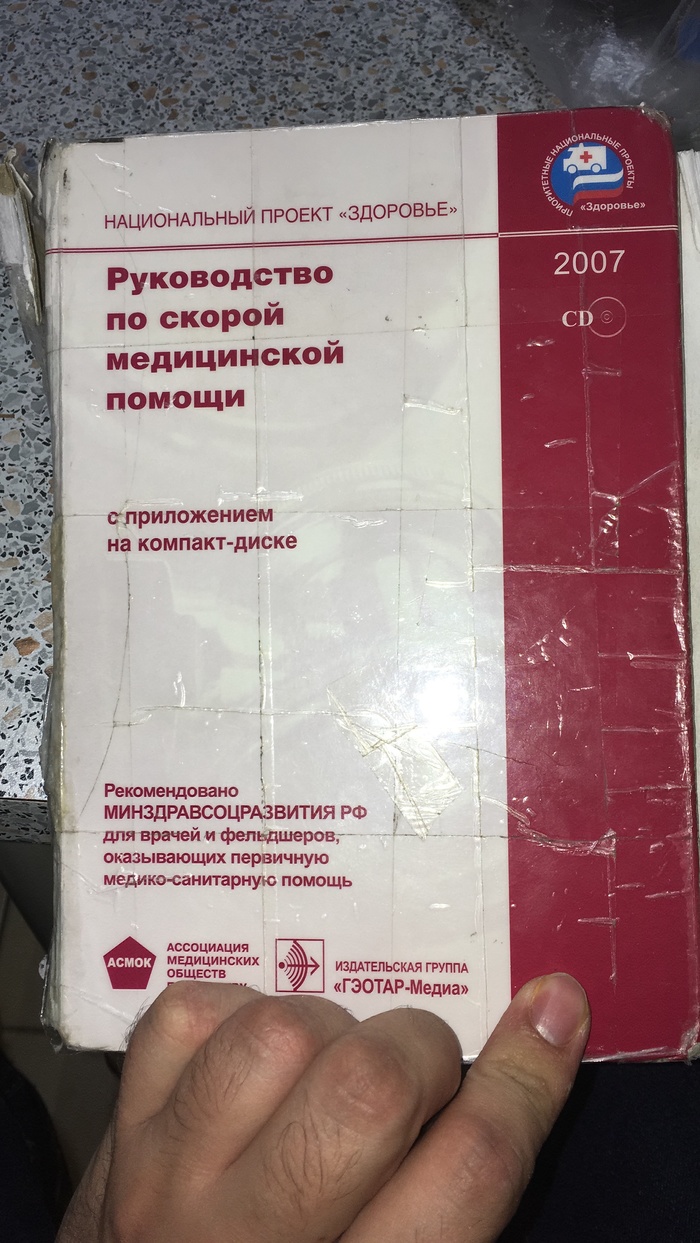 НАЦИОНАЛЬНЫЙ ПРОЕКТ «ЗДОРОВЬЕ»
ПРИОРИТЕТНЫЕ НАЦИОНАЛЬНЫЕ ПРОЕКТЫ
«Здоровье»
2007
CD
Руководство
по скорой
медицинской
помощи
с приложением
на компакт-диске
Рекомендовано
МИНЗДРАВСОЦРАЗВИТИЯ РФ
для врачей и фельдшеров,
оказывающих первичную
медико-санитарную помощь
АСМОК
АССОЦИАЦИЯ
МЕДИЦИНСКИХ
ОБЩЕСТВ
ИЗДАТЕЛЬСКАЯ ГРУППА
«ГЭОТАР-Медиа»